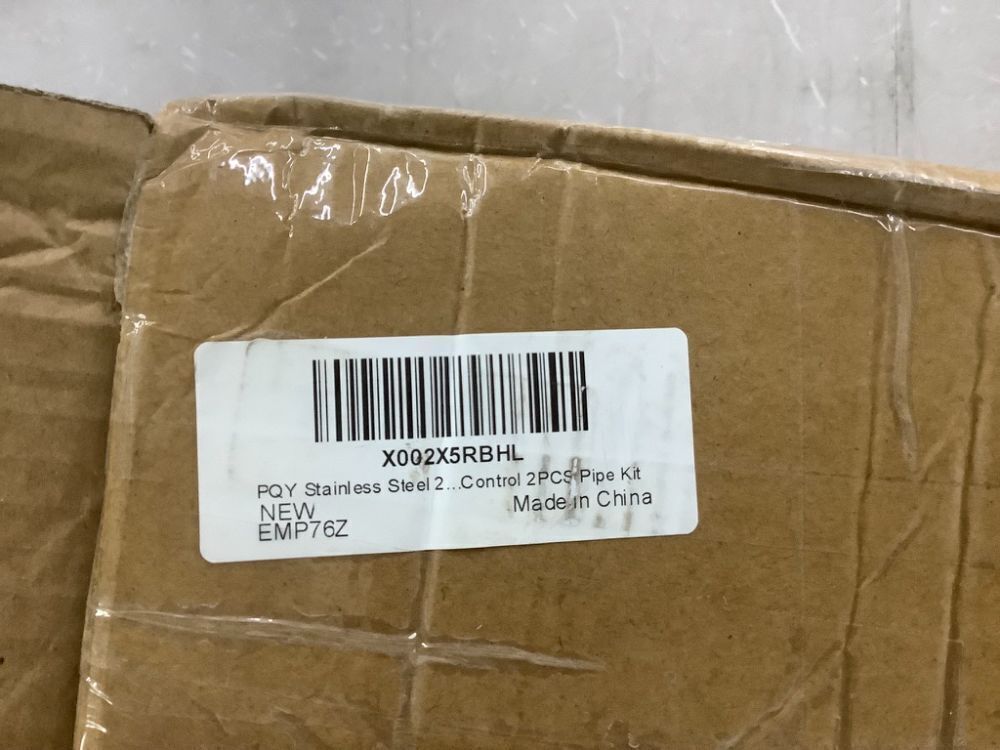 X002X5RBHL
PQY Stainless Steel 2...Control 2PCS Pipe Kit
NEW
Made in China
EMP76Z